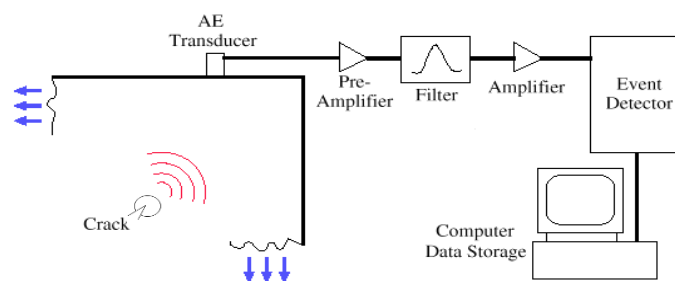 AE
Transducer
Pre-
Amplifier
Filter
Amplifier
Event
Detector
Crack
Computer
Data Storage